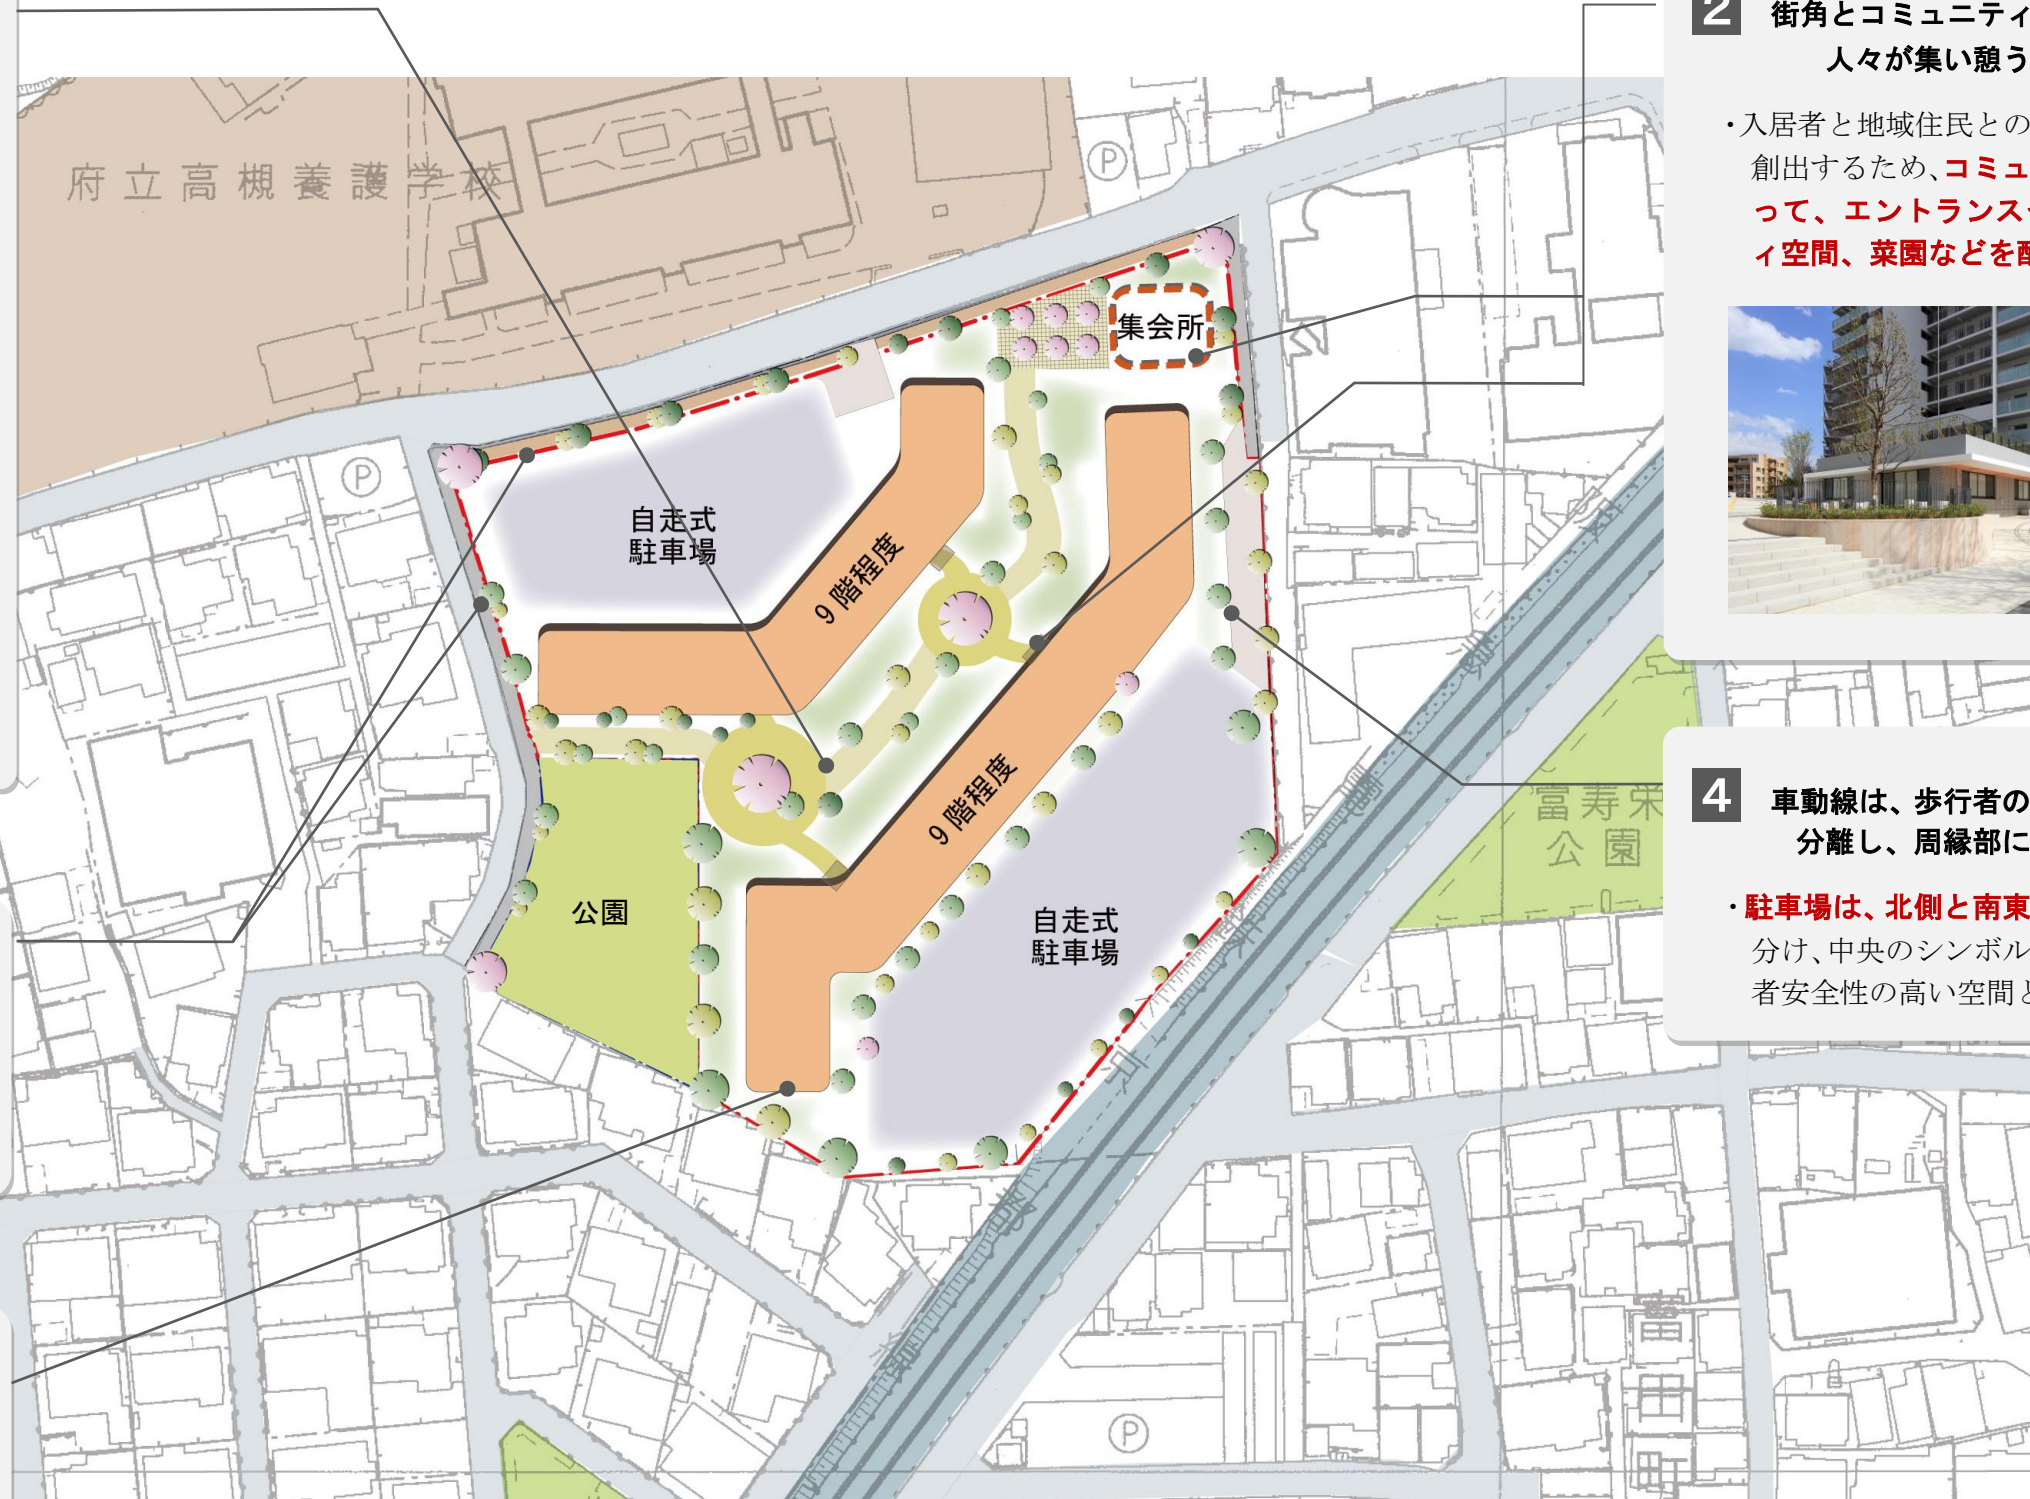 2 街角とコミュニティ
人々が集い憩う
・入居者と地域住民との
創出するため、コミュ
って、エントランス
ィ空間、菜園などを
府立高槻養護学校
P
集会所
P
自走式
駐車場
9階程度
9階程度
4 車動線は、歩行者の
分離し、周縁部に
・駐車場は、北側と南東
分け、中央のシンボル
者安全性の高い空間と
富寿栄
公園
公園
自走式
駐車場
P